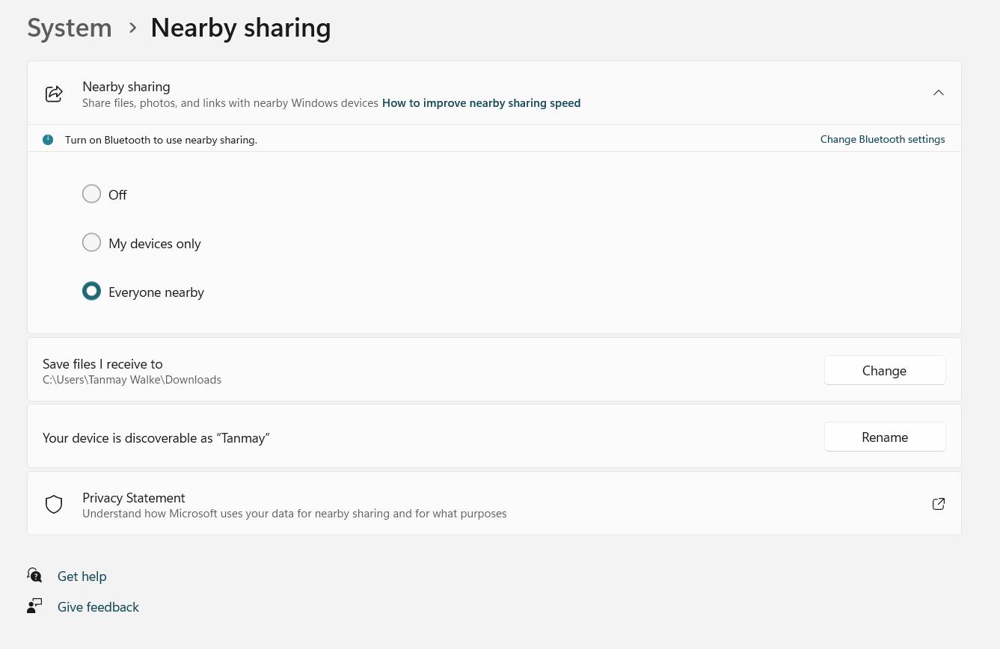 System > Nearby sharing
Nearby sharing
Share files, photos, and links with nearby Windows devices How to improve nearby sharing speed
Turn on Bluetooth to use nearby sharing. Change Bluetooth settings
Off
My devices only
Everyone nearby
Save files I receive to
C:\Users\Tanmay Walke\Downloads
Change
Your device is discoverable as “Tanmay”
Rename
Privacy Statement
Understand how Microsoft uses your data for nearby sharing and for what purposes
Get help
Give feedback